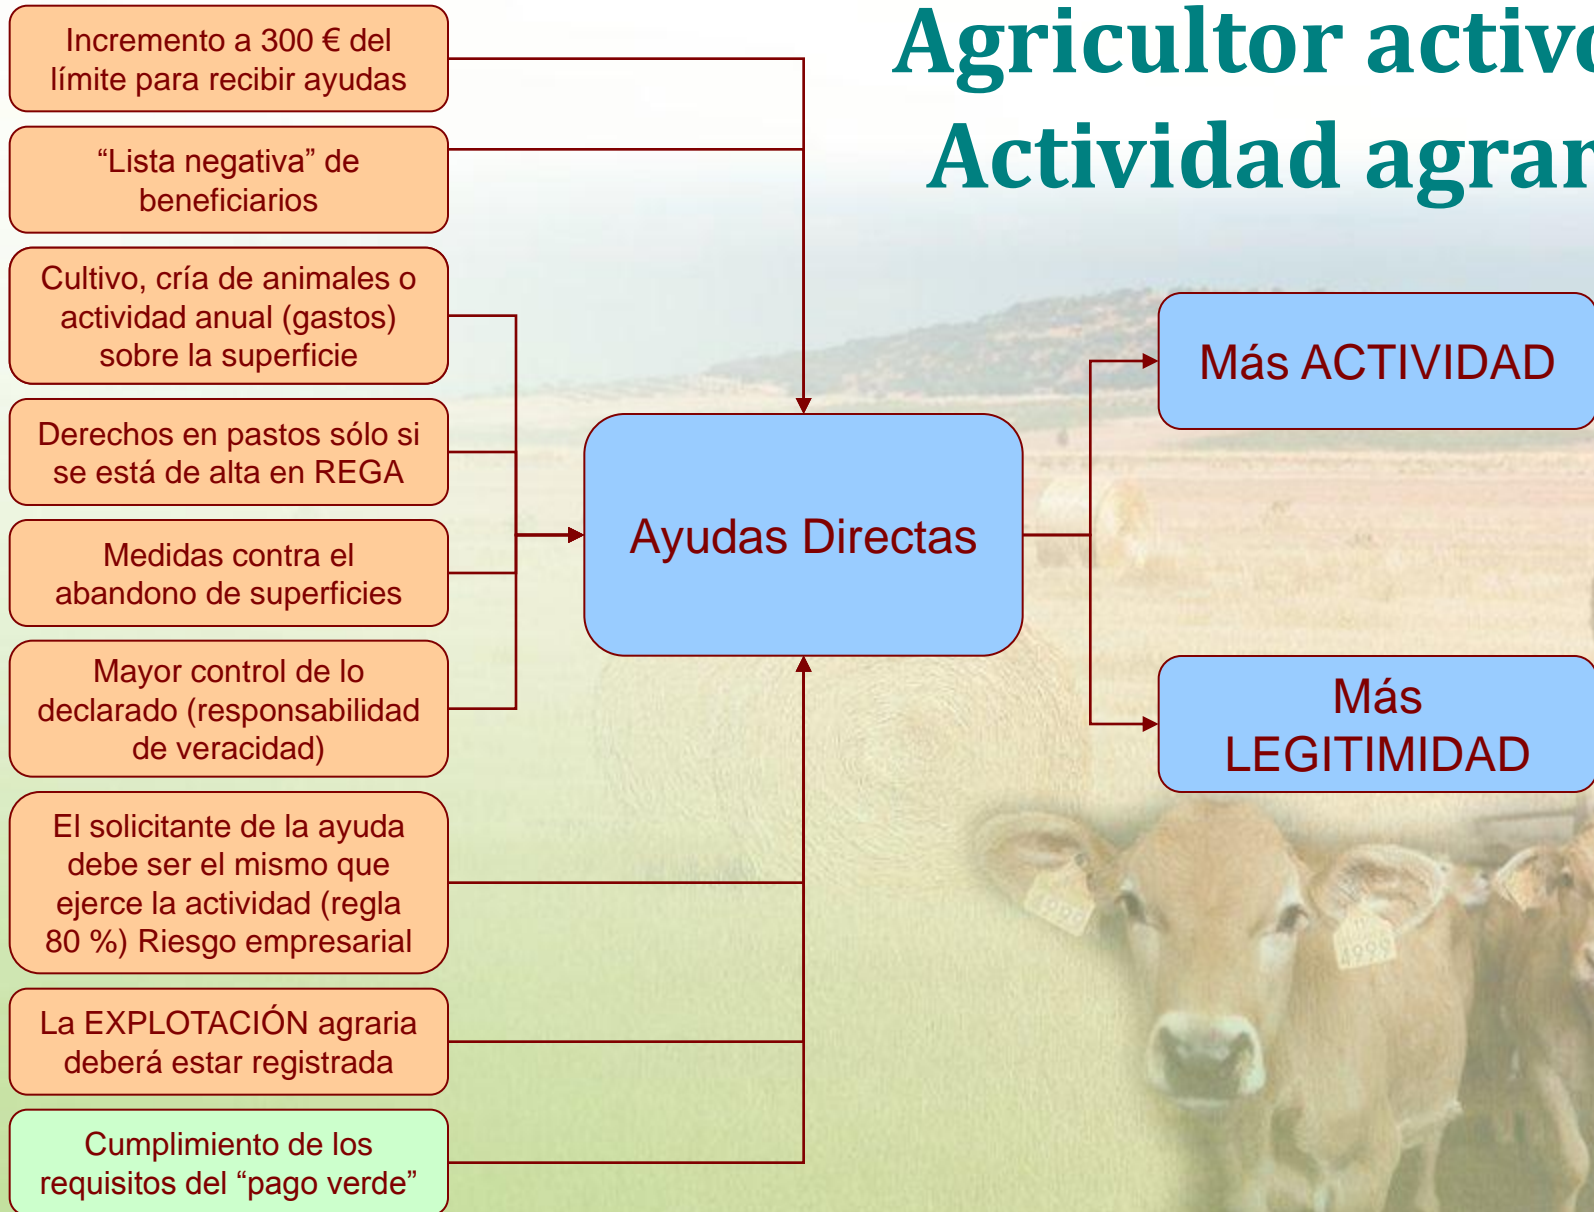 Agricultor activo
Actividad agrar
Incremento a 300 € del
límite para recibir ayudas
“Lista negativa” de
beneficiarios
Cultivo, cría de animales o
actividad anual (gastos)
sobre la superficie
Derechos en pastos sólo si
se está de alta en REGA
Medidas contra el
abandono de superficies
Mayor control de lo
declarado (responsabilidad
de veracidad)
El solicitante de la ayuda
debe ser el mismo que
ejerce la actividad (regla
80 %) Riesgo empresarial
La EXPLOTACIÓN agraria
deberá estar registrada
Cumplimiento de los
requisitos del “pago verde”
Ayudas Directas
Más ACTIVIDAD
Más
LEGITIMIDAD